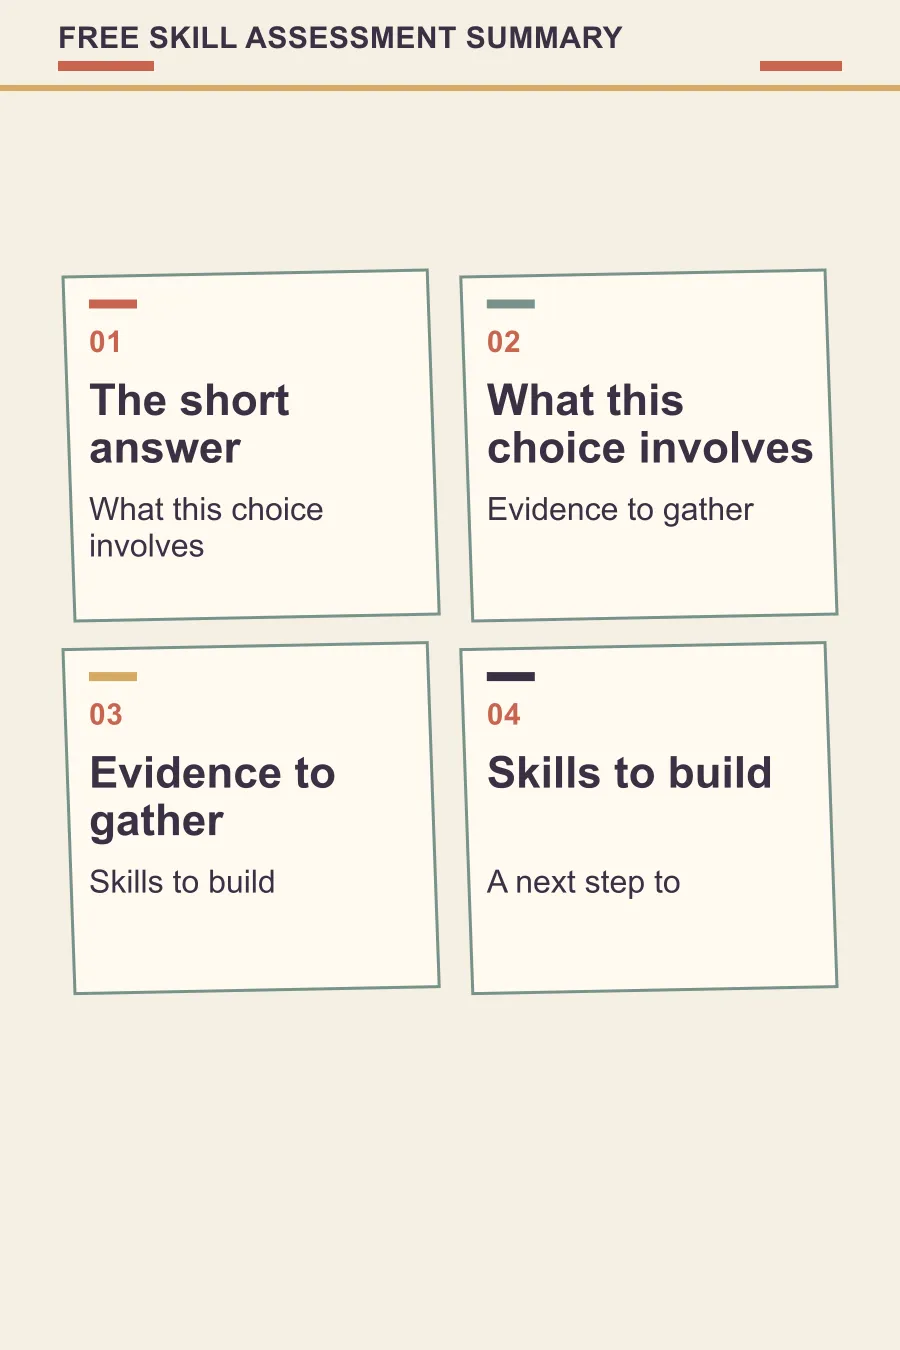 FREE SKILL ASSESSMENT SUMMARY
01
The short
answer
What this choice
involves
02
What this
choice involves
Evidence to gather
03
Evidence to
gather
Skills to build
04
Skills to build
A next step to